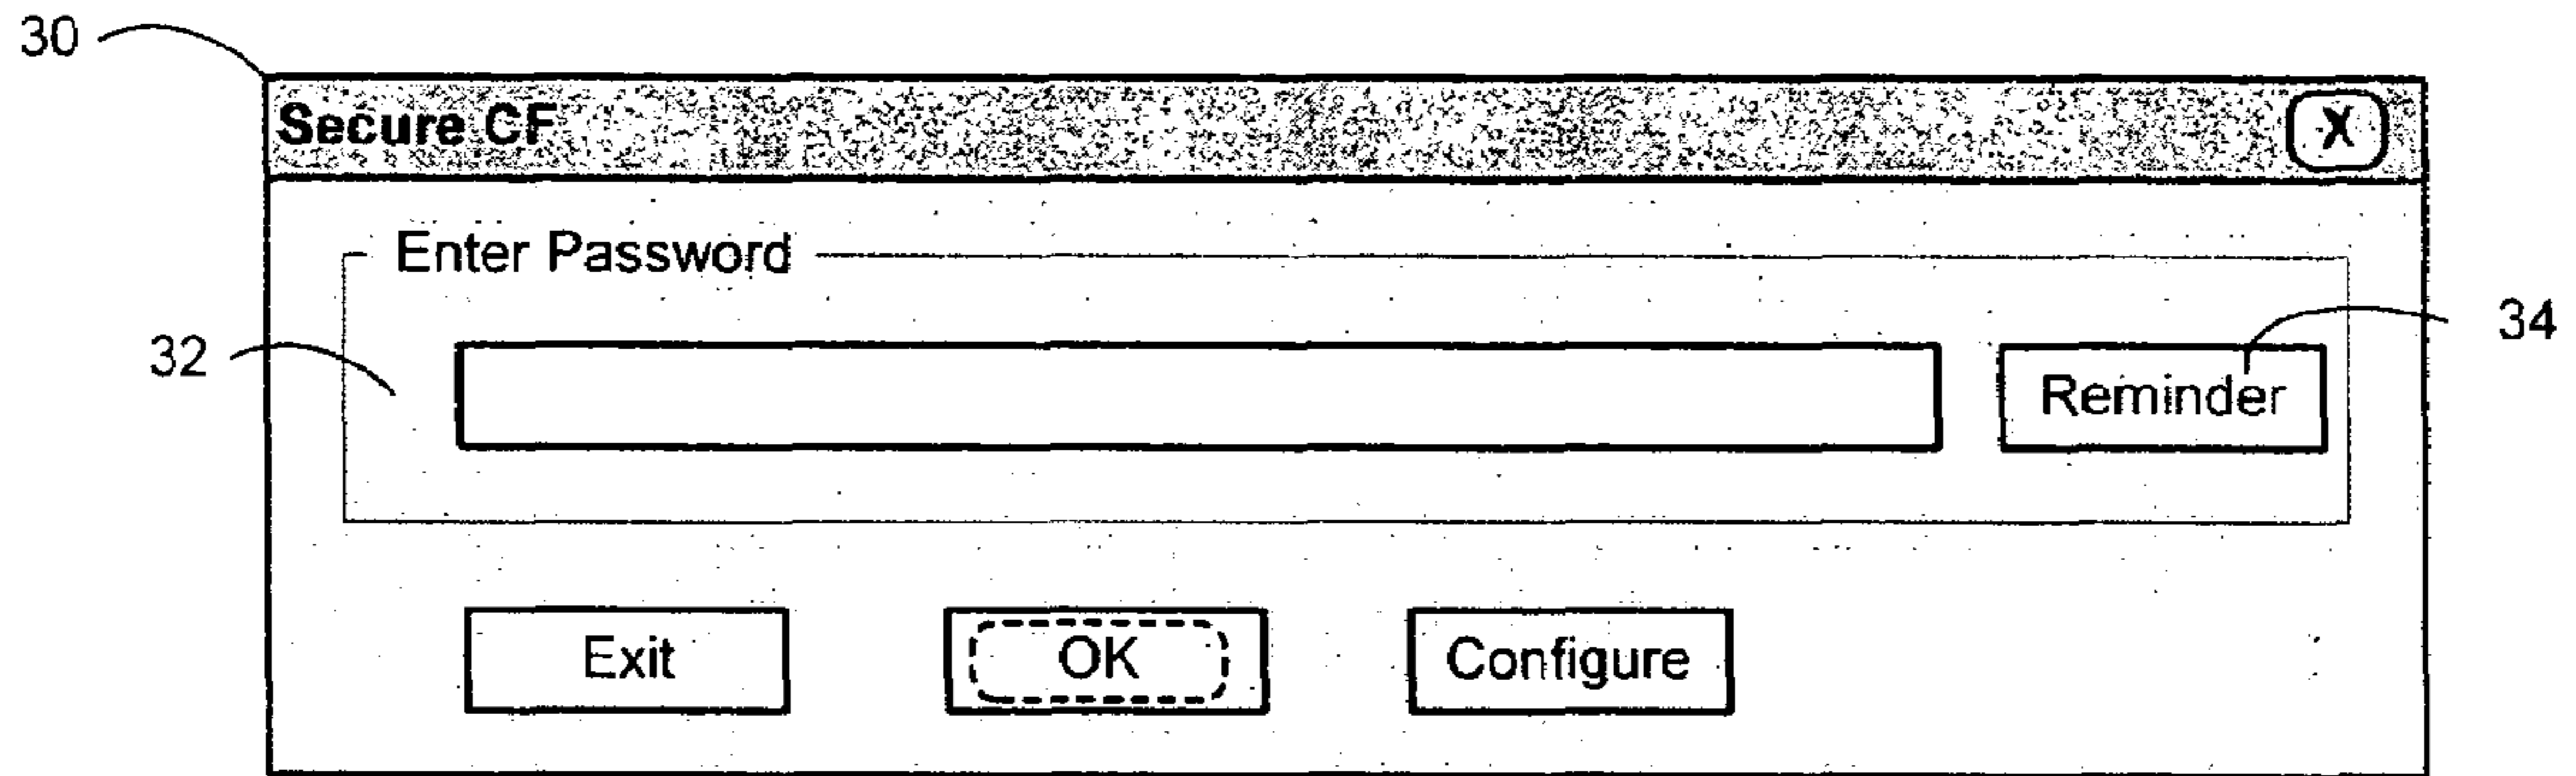 30
Secure CF X
Enter Password
32 Reminder 34
Exit OK Configure